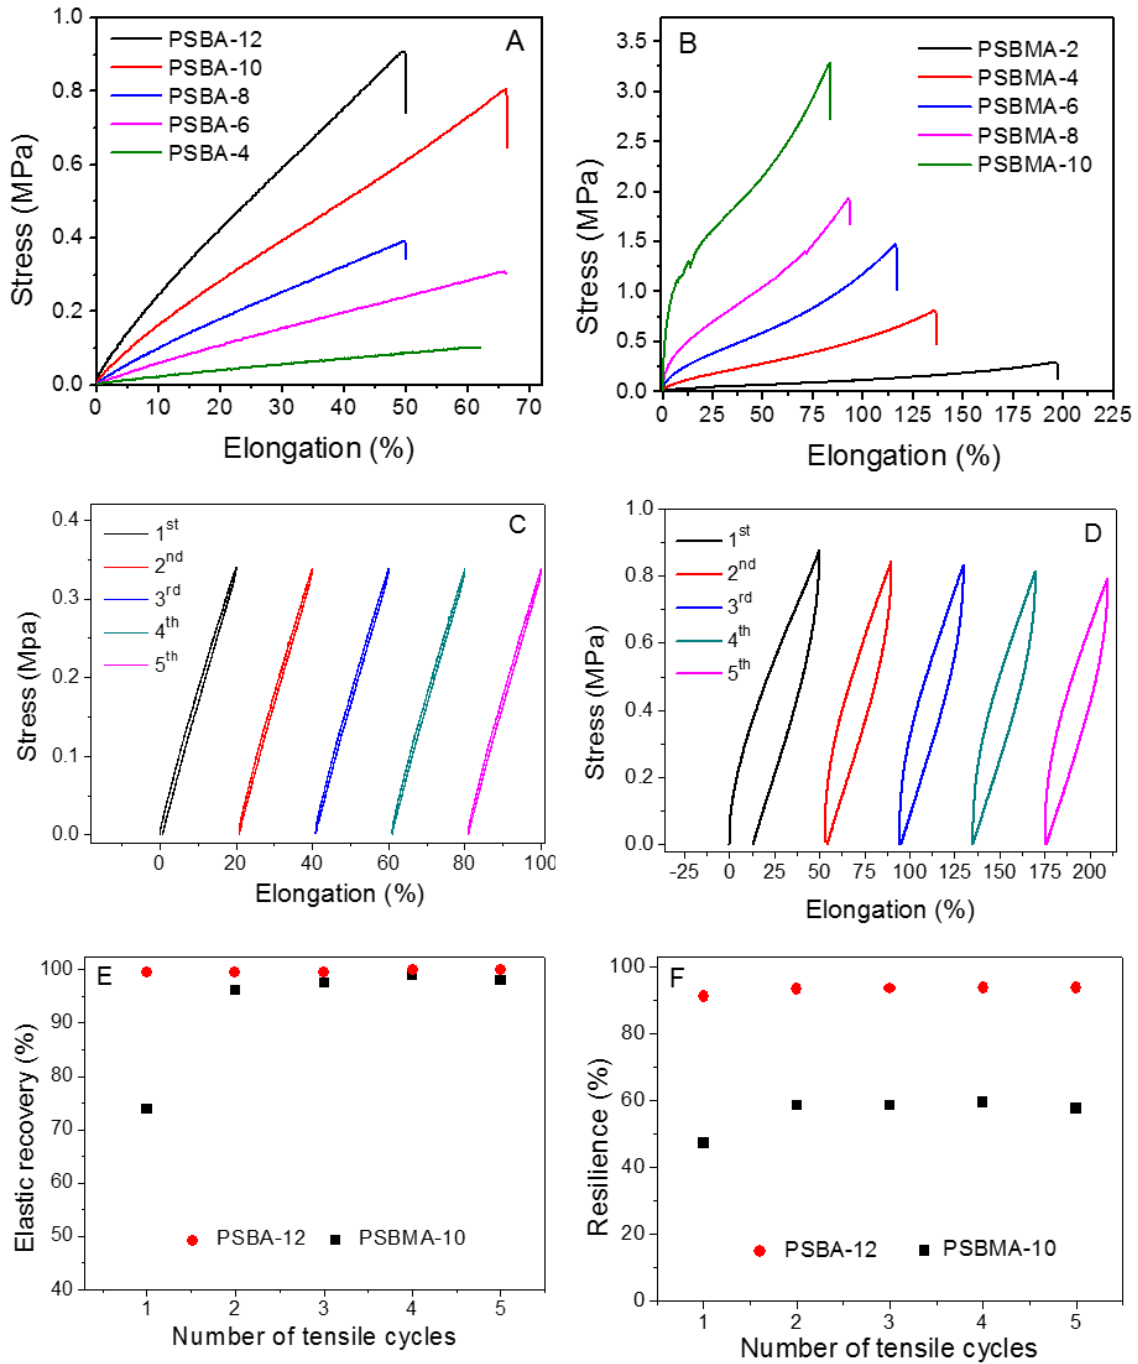 A
PSBA-12
PSBA-10
PSBA-8
PSBA-6
PSBA-4
1.0
0.8
0.6
0.4
0.2
0.0
Stress (MPa)
0 10 20 30 40 50 60 70
Elongation (%)
B
PSBMA-2
PSBMA-4
PSBMA-6
PSBMA-8
PSBMA-10
3.5
3.0
2.5
2.0
1.5
1.0
0.5
0.0
Stress (MPa)
0 25 50 75 100 125 150 175 200 225
Elongation (%)
C
1st
2nd
3rd
4th
5th
0.4
0.3
0.2
0.1
0.0
Stress (Mpa)
0 20 40 60 80 100
Elongation (%)
D
1st
2nd
3rd
4th
5th
1.0
0.8
0.6
0.4
0.2
0.0
Stress (MPa)
-25 0 25 50 75 100 125 150 175 200
Elongation (%)
E
100
90
80
70
60
50
40
Elastic recovery (%)
PSBA-12 PSBMA-10
1 2 3 4 5
Number of tensile cycles
F
100
80
60
40
20
0
Resilience (%)
PSBA-12 PSBMA-10
1 2 3 4 5
Number of tensile cycles